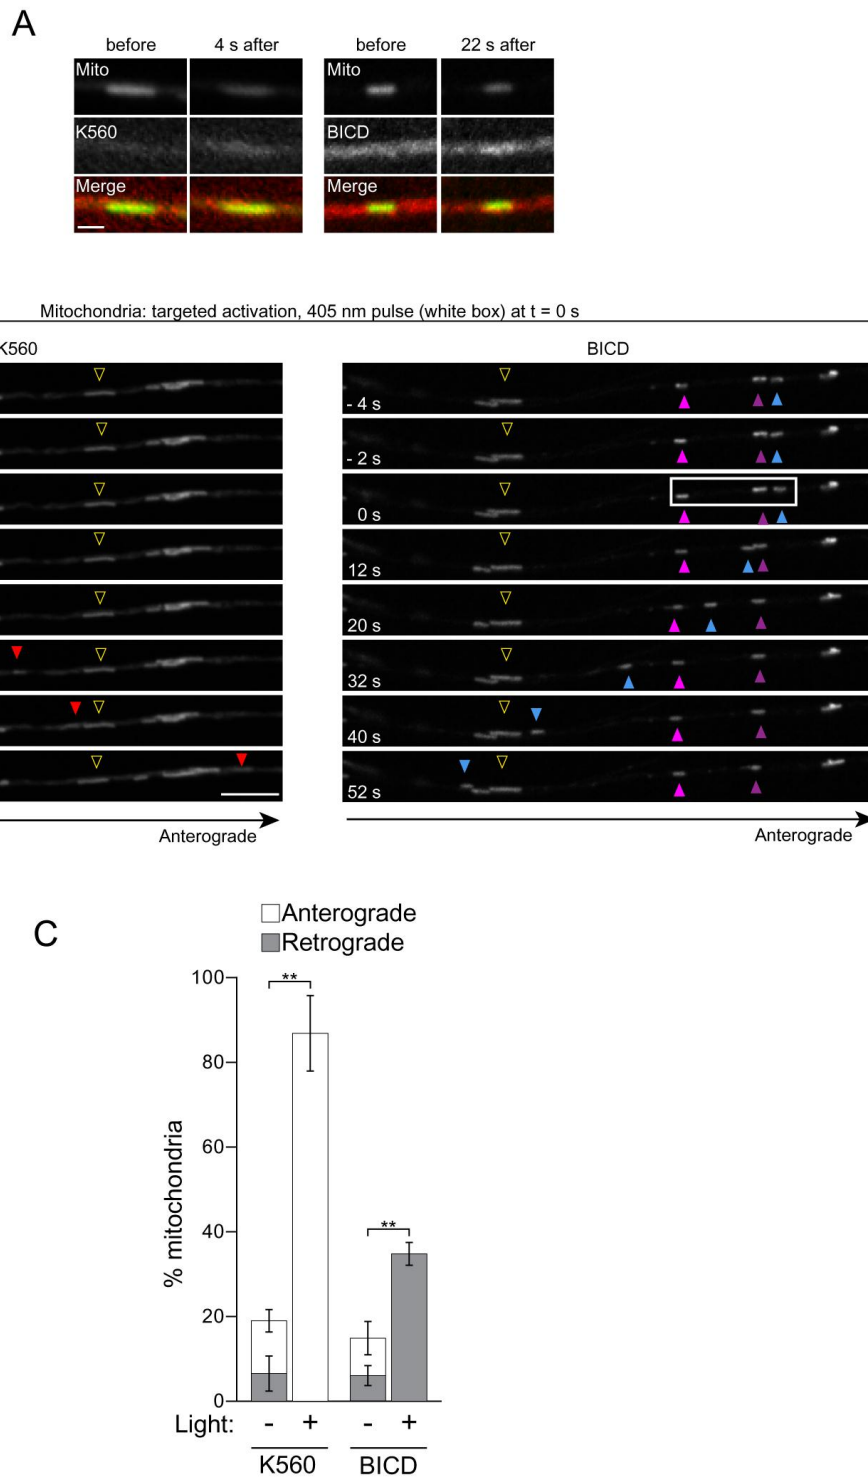 A
before 4 s after before 22 s after
Mito Mito
K560 BICD
Merge Merge
Mitochondria: targeted activation, 405 nm pulse (white box) at t = 0 s
K560 BICD
- 4 s
- 2 s
0 s
12 s
20 s
32 s
40 s
52 s
Anterograde Anterograde
C
Anterograde
Retrograde
100
80
60
40
20
0
% mitochondria
**
**
Light: - + - +
K560 BICD